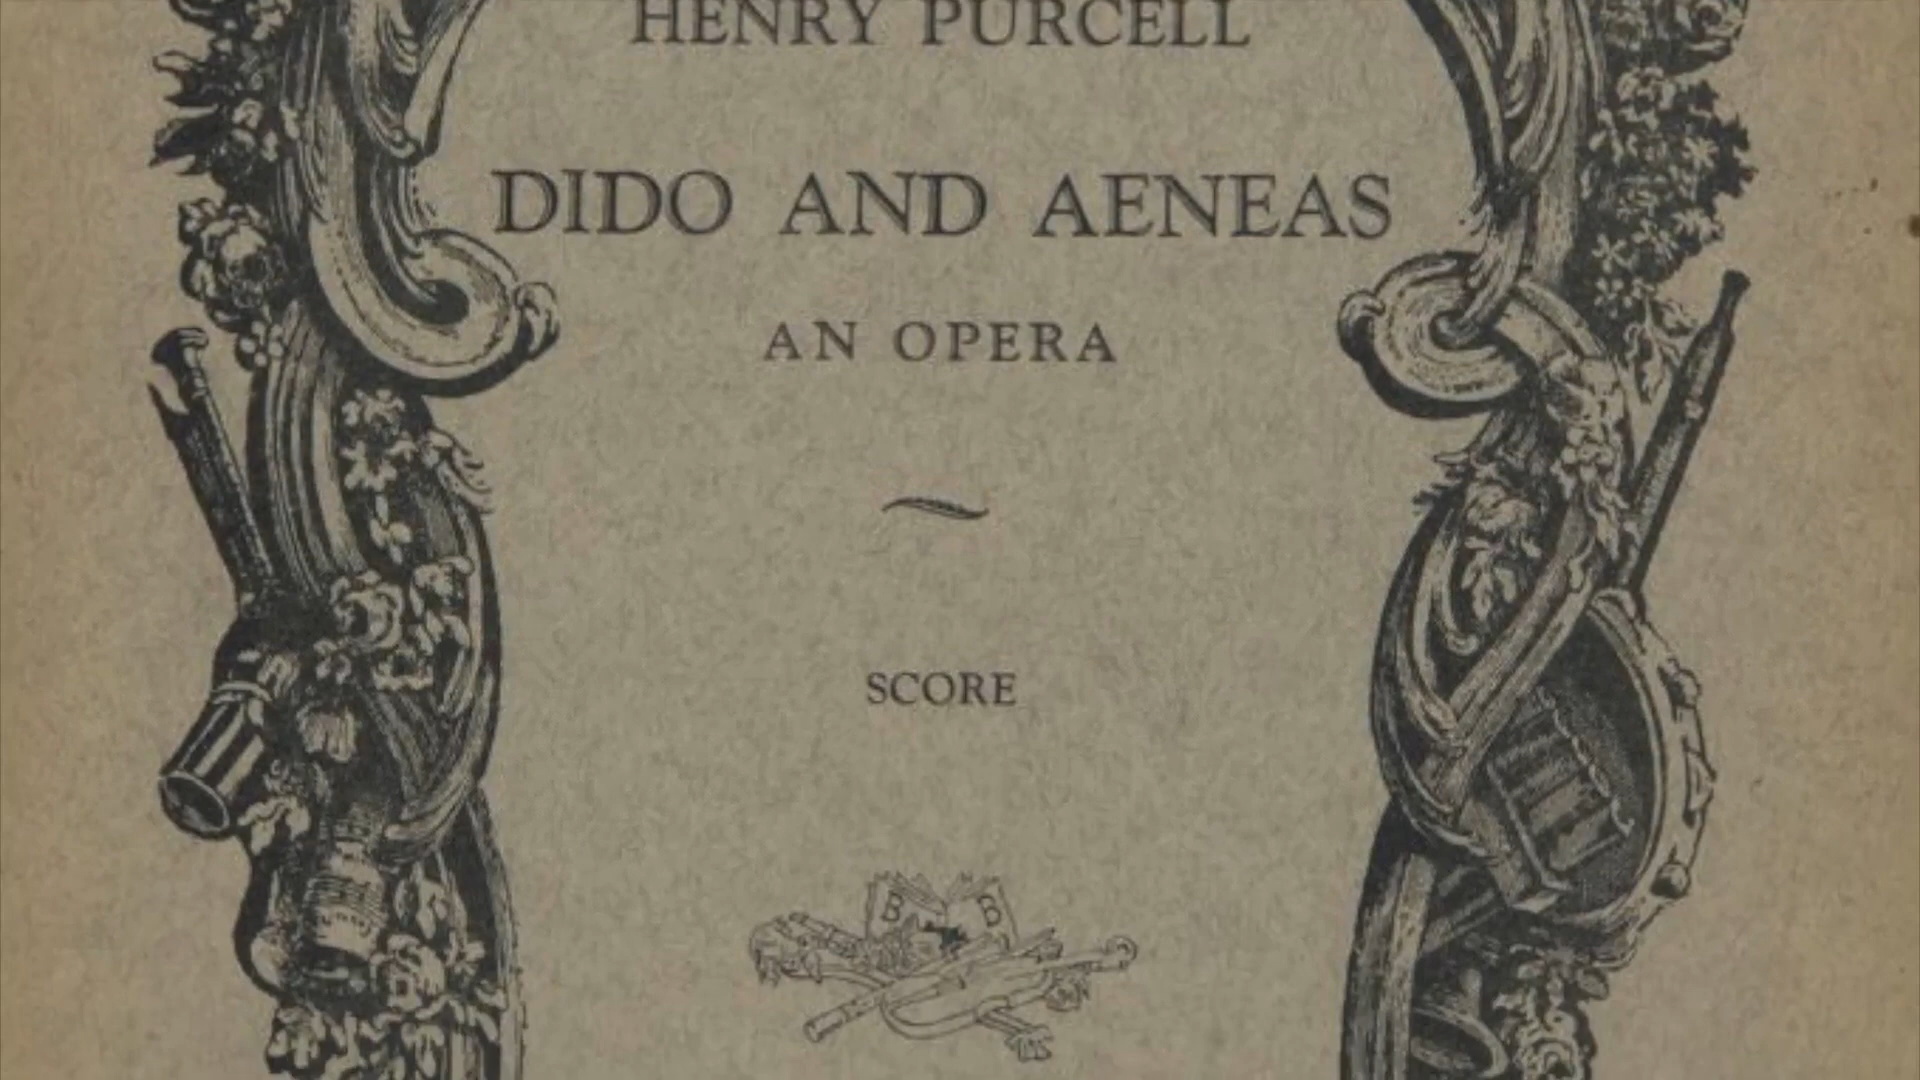 HENRY PURCELL
DIDO AND AENEAS
AN OPERA
SCORE
B B